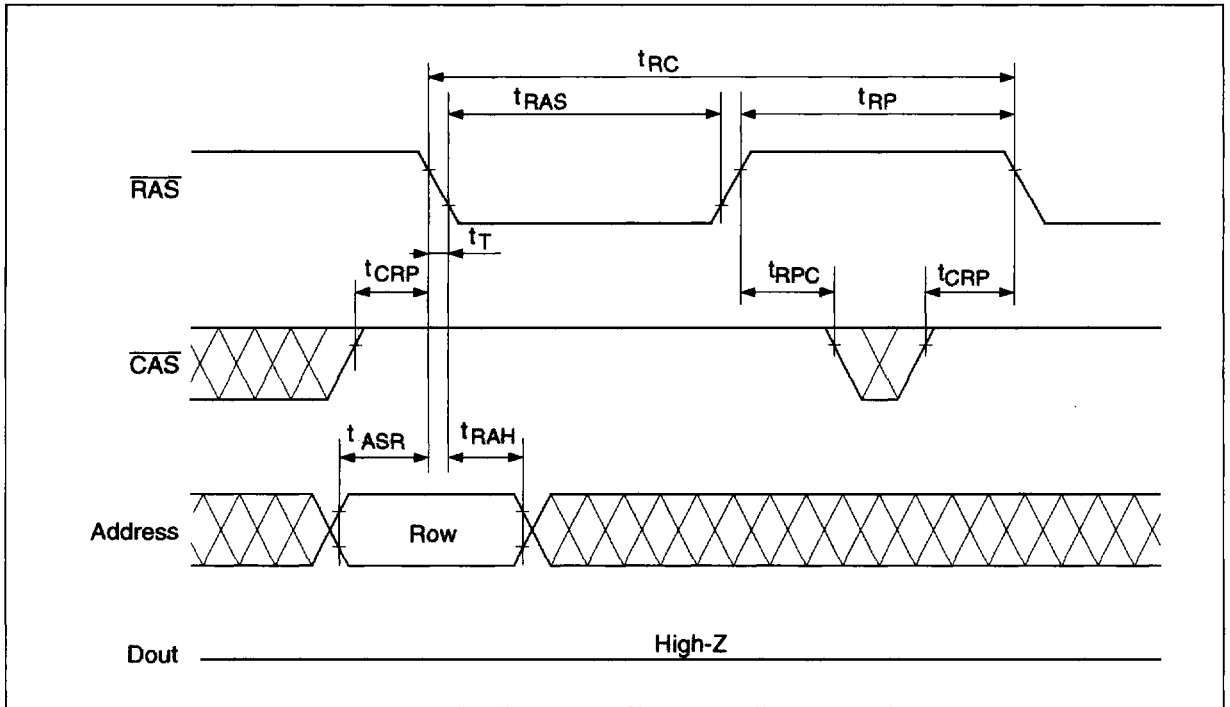 tRC
tRAS
tRP
RAS
tT
tCRP
tRPC
tCRP
CAS
tASR
tRAH
Address
Row
High-Z
Dout